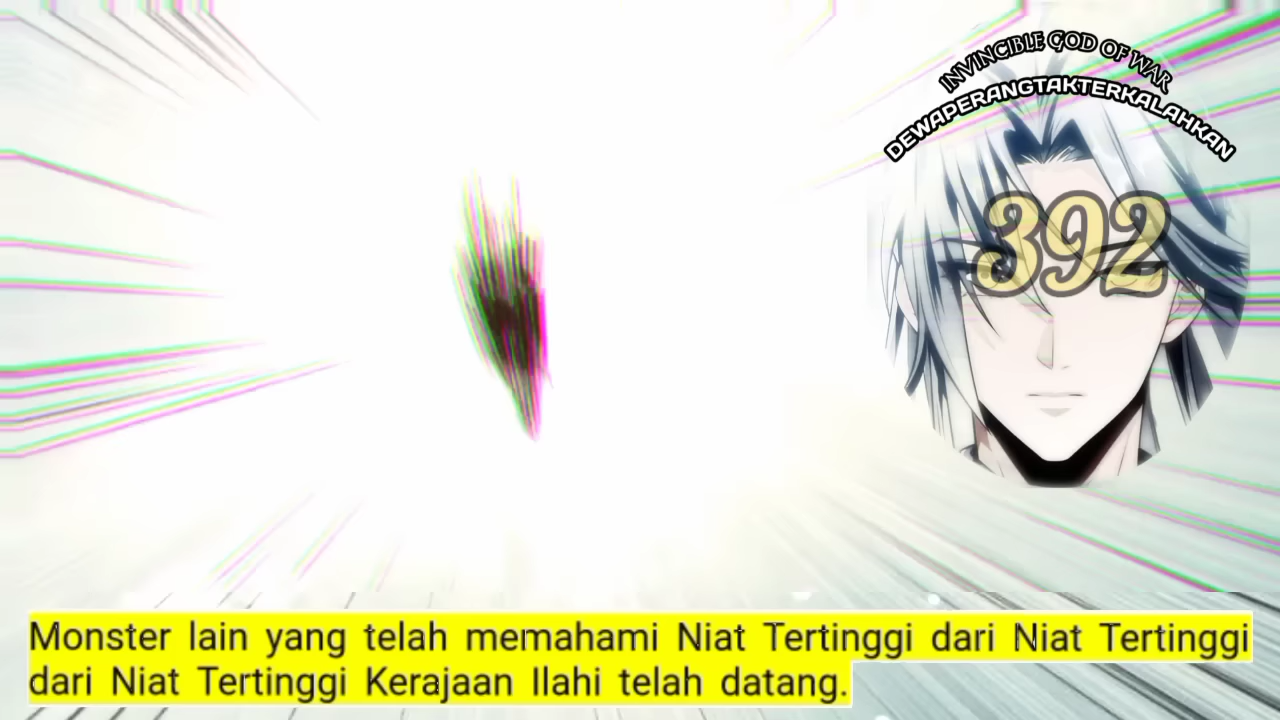 INVINCIBLE GOD OF WAR
DEWAPERANGTAKTERKALAHKAN
392
Monster lain yang telah memahami Niat Tertinggi dari Niat Tertinggi
dari Niat Tertinggi Kerajaan Ilahi telah datang.